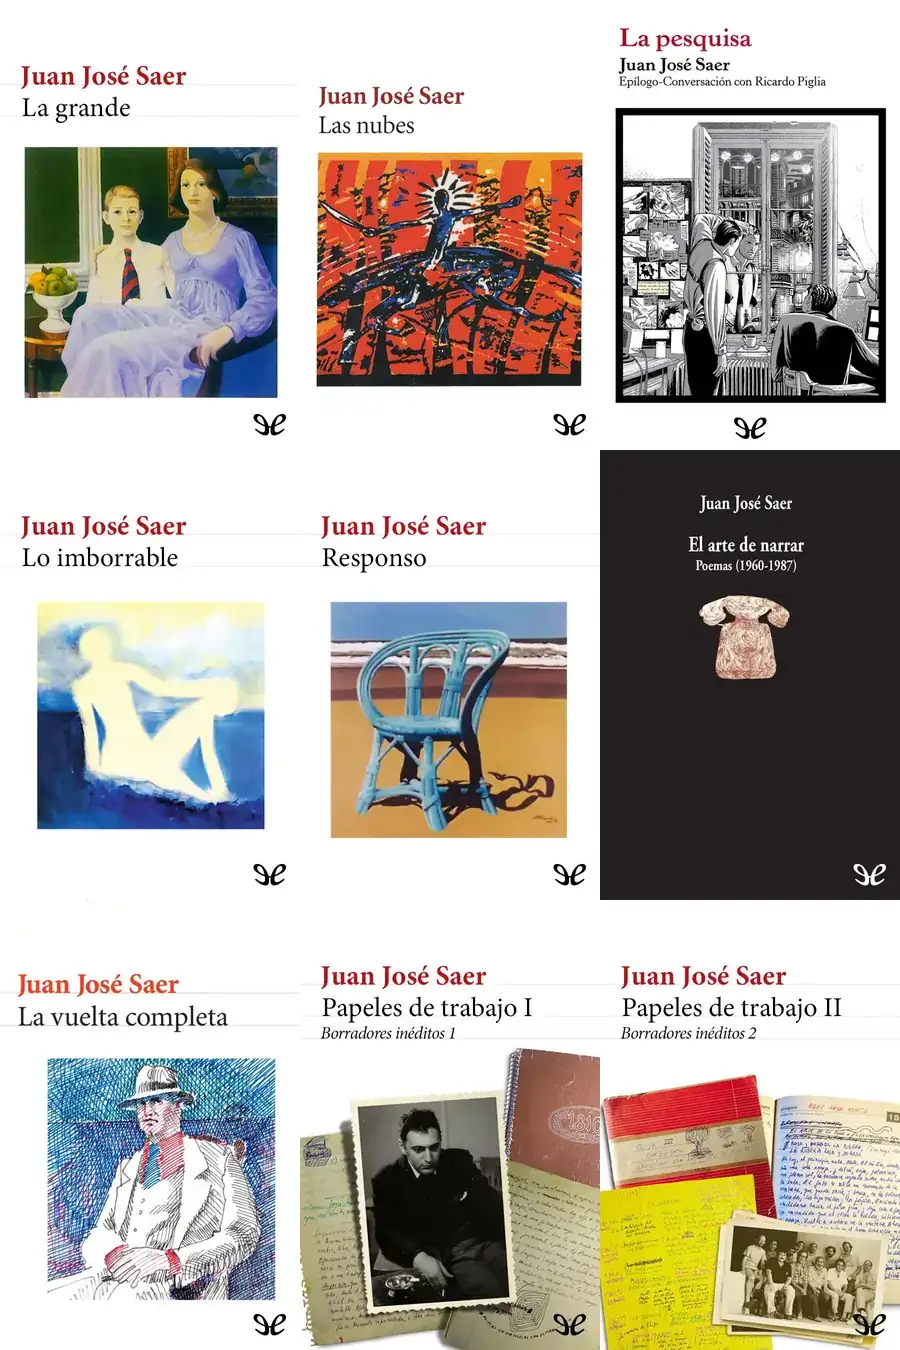 Juan José Saer
La grande
Juan José Saer
Las nubes
La pesquisa
Juan José Saer
Epílogo-Conversación con Ricardo Piglia
Juan José Saer
Lo imborrable
Juan José Saer
Responso
Juan José Saer
El arte de narrar
Poemas (1960-1987)
Juan José Saer
La vuelta completa
Juan José Saer
Papeles de trabajo I
Borradores inéditos 1
Juan José Saer
Papeles de trabajo II
Borradores inéditos 2